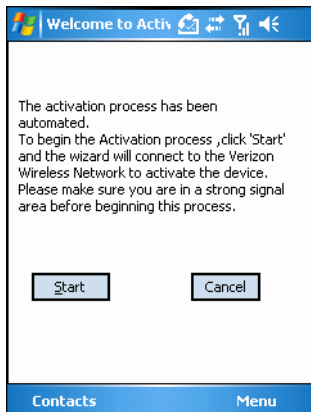 Welcome to Activ
The activation process has been
automated.
To begin the Activation process ,click 'Start'
and the wizard will connect to the Verizon
Wireless Network to activate the device.
Please make sure you are in a strong signal
area before beginning this process.
Start Cancel
Contacts Menu